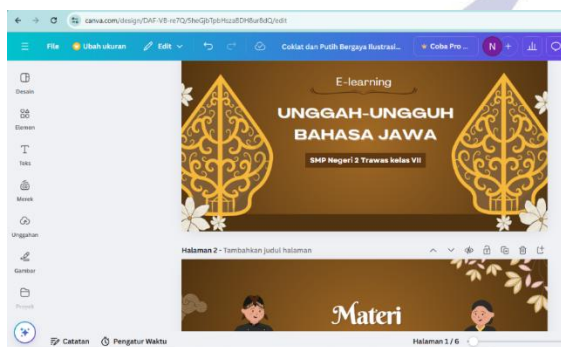 canva.com/design/DAF-V6-re7Q/5heGjbTpbHsza8DH8ur8dQ/edit
File
Ubah ukuran
Edit
Coklat dan Putih Bergaya Ilustrasi...
Coba Pro ...
N
Desain
Elemen
Teks
Merek
Unggahan
Gambar
Proyek
E-learning
UNGGAH-UNGGUH
BAHASA JAWA
SMP Negeri 2 Trawas kelas VII
Halaman 2 - Tambahkan judul halaman
Materi
Catatan
Pengatur Waktu
Halaman 1 / 6